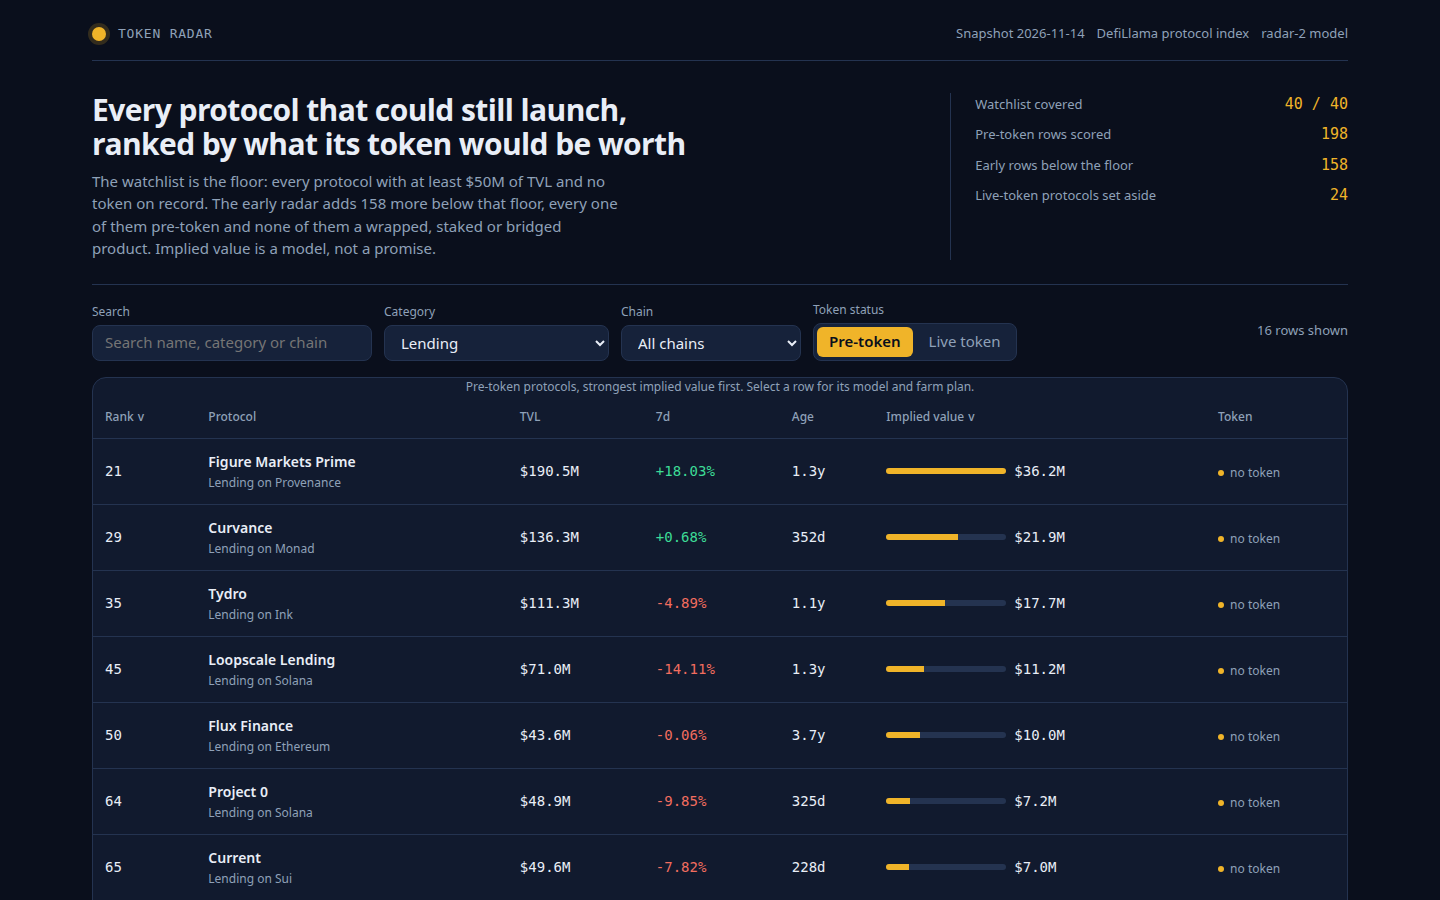 TOKEN RADAR
Snapshot 2026-11-14 DefiLlama protocol index radar-2 model
Every protocol that could still launch,
ranked by what its token would be worth
The watchlist is the floor: every protocol with at least $50M of TVL and no
token on record. The early radar adds 158 more below that floor, every one
of them pre-token and none of them a wrapped, staked or bridged
product. Implied value is a model, not a promise.
Watchlist covered 40 / 40
Pre-token rows scored 198
Early rows below the floor 158
Live-token protocols set aside 24
Search
Search name, category or chain
Category
Lending
Chain
All chains
Token status
Pre-token Live token
16 rows shown
Pre-token protocols, strongest implied value first. Select a row for its model and farm plan.
Rank v Protocol TVL 7d Age Implied value v Token
21 Figure Markets Prime $190.5M +18.03% 1.3y $36.2M no token
Lending on Provenance
29 Curvance $136.3M +0.68% 352d $21.9M no token
Lending on Monad
35 Tydro $111.3M -4.89% 1.1y $17.7M no token
Lending on Ink
45 Loopscale Lending $71.0M -14.11% 1.3y $11.2M no token
Lending on Solana
50 Flux Finance $43.6M -0.06% 3.7y $10.0M no token
Lending on Ethereum
64 Project 0 $48.9M -9.85% 325d $7.2M no token
Lending on Solana
65 Current $49.6M -7.82% 228d $7.0M no token
Lending on Sui